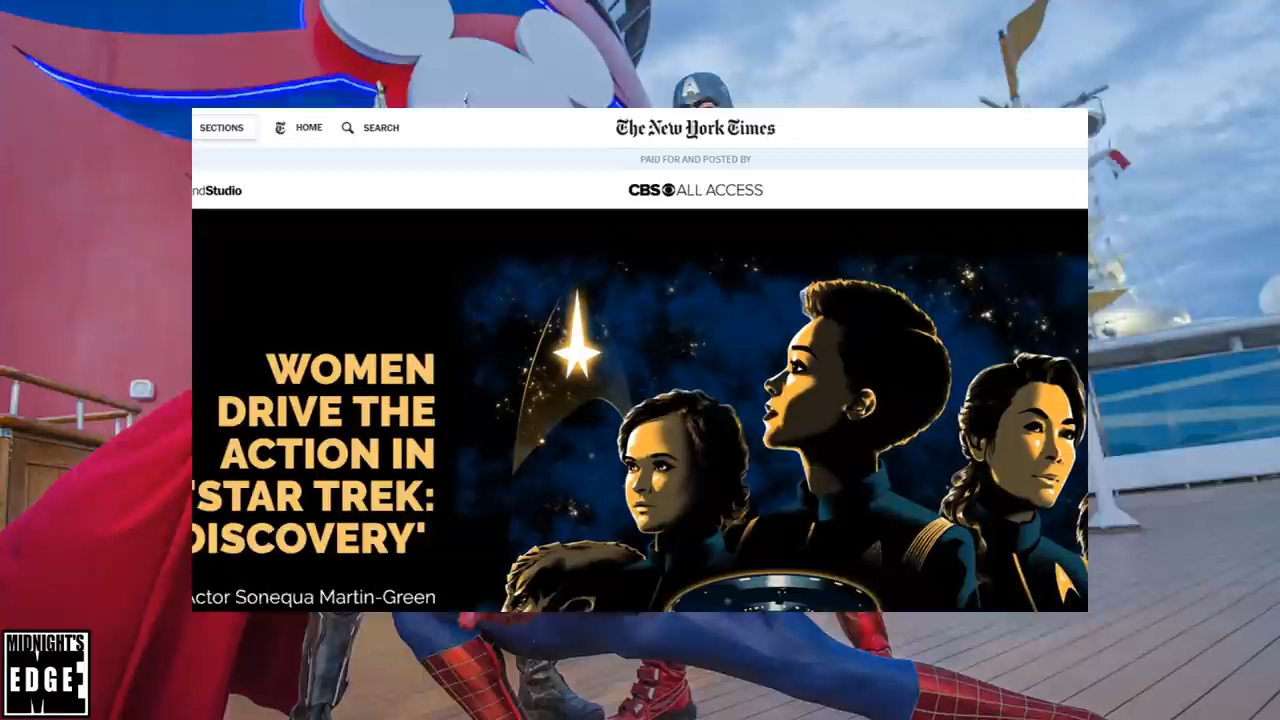 A
SECTIONS HOME SEARCH The New York Times
PAID FOR AND POSTED BY
ndStudio CBS ALL ACCESS
WOMEN
DRIVE THE
ACTION IN
'STAR TREK:
DISCOVERY'
Actor Sonequa Martin-Green
MIDNIGHT'S
EDGE